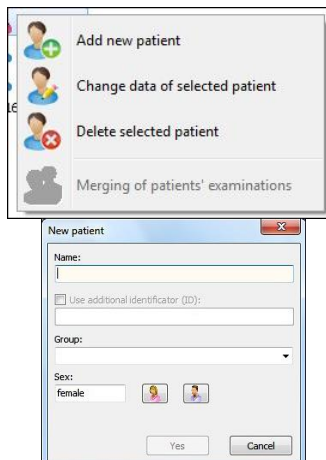 Add new patient
Change data of selected patient
16
Delete selected patient
Merging of patients' examinations
New patient
Name:
Use additional identificator (ID):
Group:
Sex:
female
Yes
Cancel